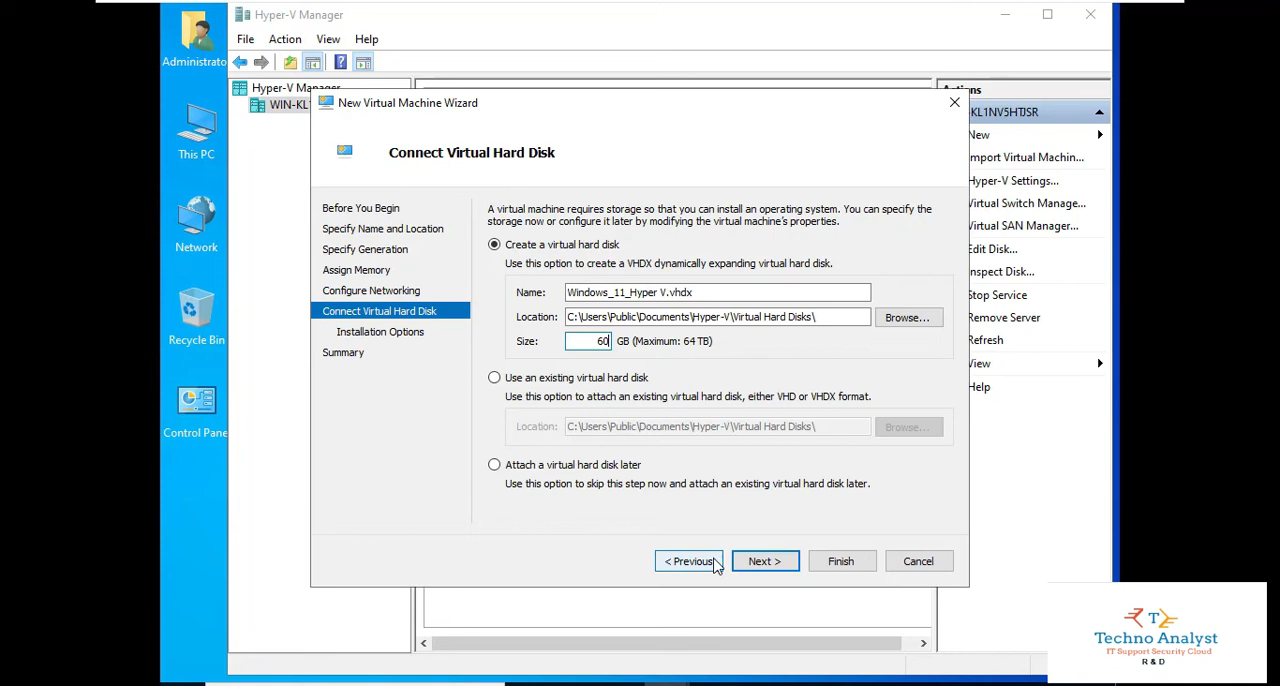 Administrato
This PC
Network
Recycle Bin
Control Pane
Hyper-V Manager
File Action View Help
Hyper-V Manager
WIN-KL1
Actions
KL1NV5HTJSR
New
Import Virtual Machin...
Hyper-V Settings...
Virtual Switch Manage...
Virtual SAN Manager...
Edit Disk...
Inspect Disk...
Stop Service
Remove Server
Refresh
View
Help
New Virtual Machine Wizard
Connect Virtual Hard Disk
Before You Begin
Specify Name and Location
Specify Generation
Assign Memory
Configure Networking
Connect Virtual Hard Disk
Installation Options
Summary
A virtual machine requires storage so that you can install an operating system. You can specify the
storage now or configure it later by modifying the virtual machine's properties.
Create a virtual hard disk
Use this option to create a VHDX dynamically expanding virtual hard disk.
Name: Windows_11_Hyper V.vhdx
Location: C:\Users\Public\Documents\Hyper-V\Virtual Hard Disks\ Browse...
Size: 60 GB (Maximum: 64 TB)
Use an existing virtual hard disk
Use this option to attach an existing virtual hard disk, either VHD or VHDX format.
Location: C:\Users\Public\Documents\Hyper-V\Virtual Hard Disks\ Browse...
Attach a virtual hard disk later
Use this option to skip this step now and attach an existing virtual hard disk later.
< Previous Next > Finish Cancel
Techno Analyst
IT Support Security Cloud
R & D